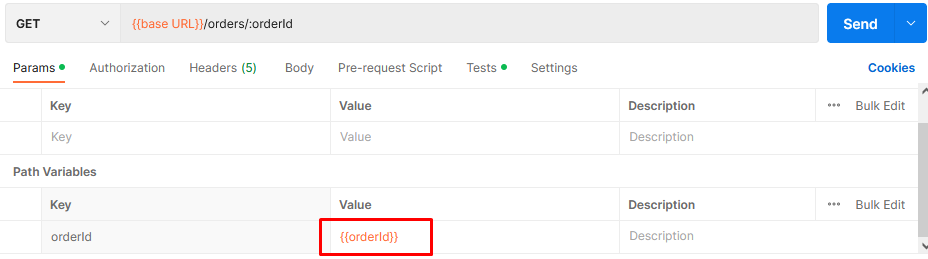 GET {{base URL}}/orders/:orderId Send
Params Authorization Headers (5) Body Pre-request Script Tests Settings Cookies
Key Value Description ••• Bulk Edit
Key Value Description
Path Variables
Key Value Description ••• Bulk Edit
orderId {{orderId}} Description